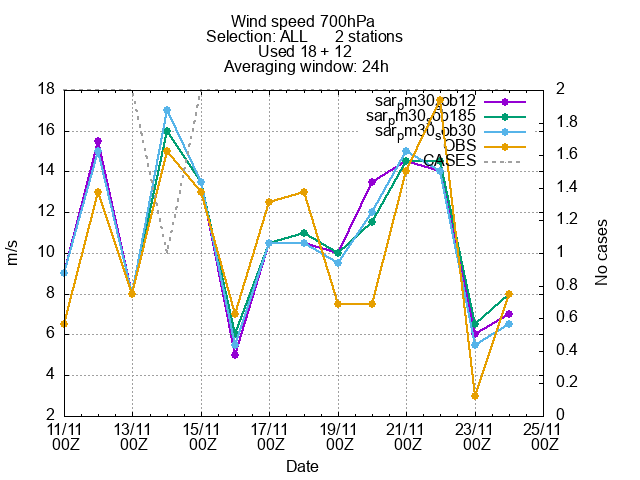 Wind speed 700hPa
Selection: ALL 2 stations
Used 18 + 12
Averaging window: 24h
sar_pm30_sob12
sar_pm30_sob185
sar_pm30_sob30
OBS
CASES
18
16
14
12
10
8
6
4
2
m/s
2
1.8
1.6
1.4
1.2
1
0.8
0.6
0.4
0.2
0
No cases
11/11 13/11 15/11 17/11 19/11 21/11 23/11 25/11
00Z 00Z 00Z 00Z 00Z 00Z 00Z 00Z
Date